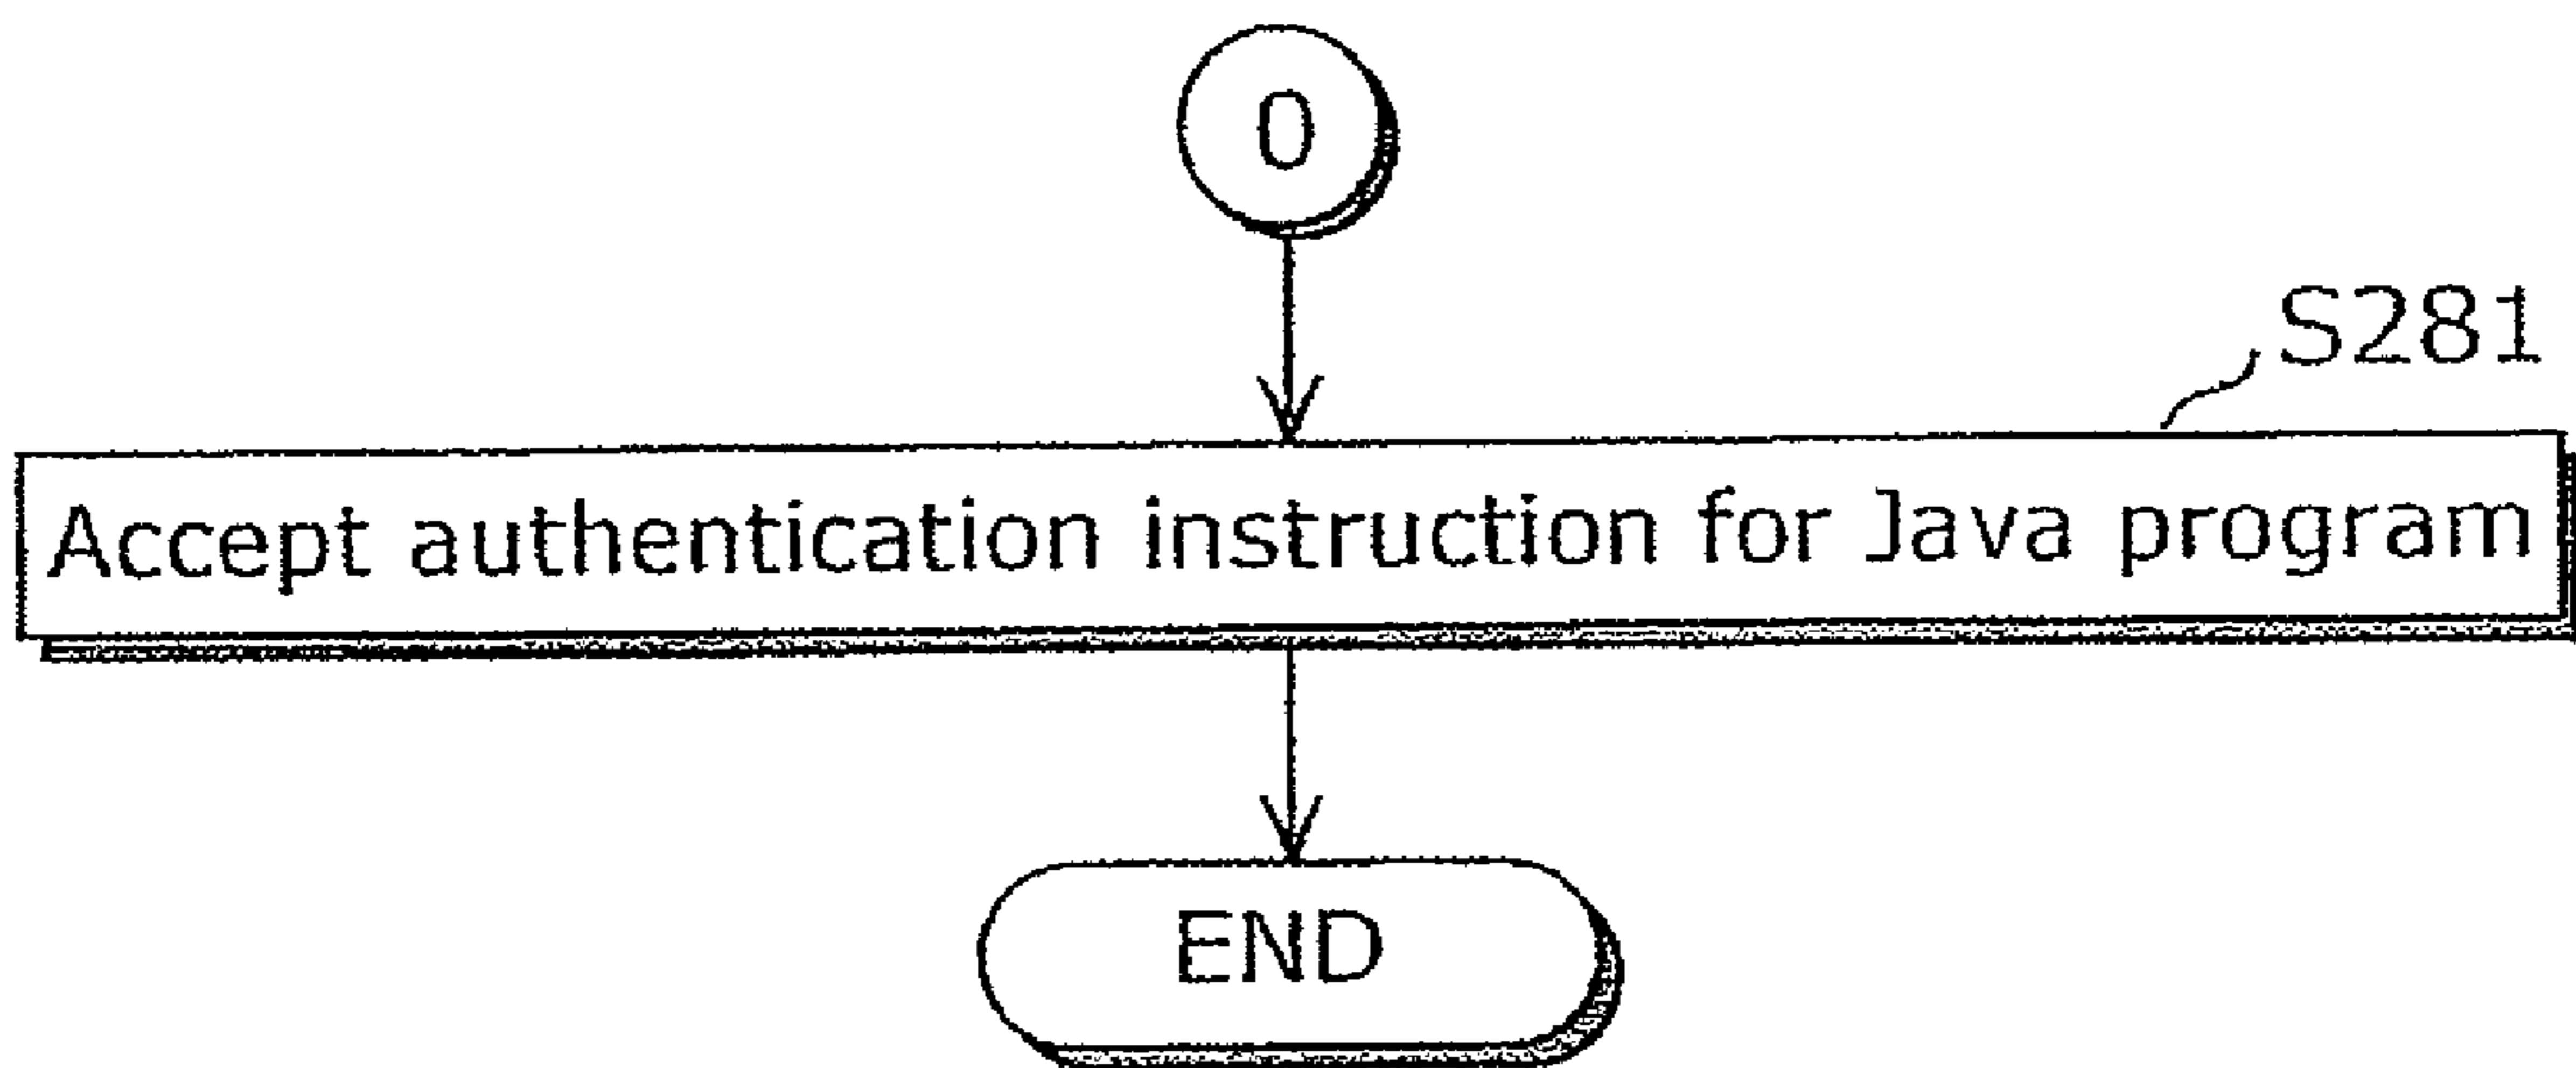 0
S281
Accept authentication instruction for Java program
END